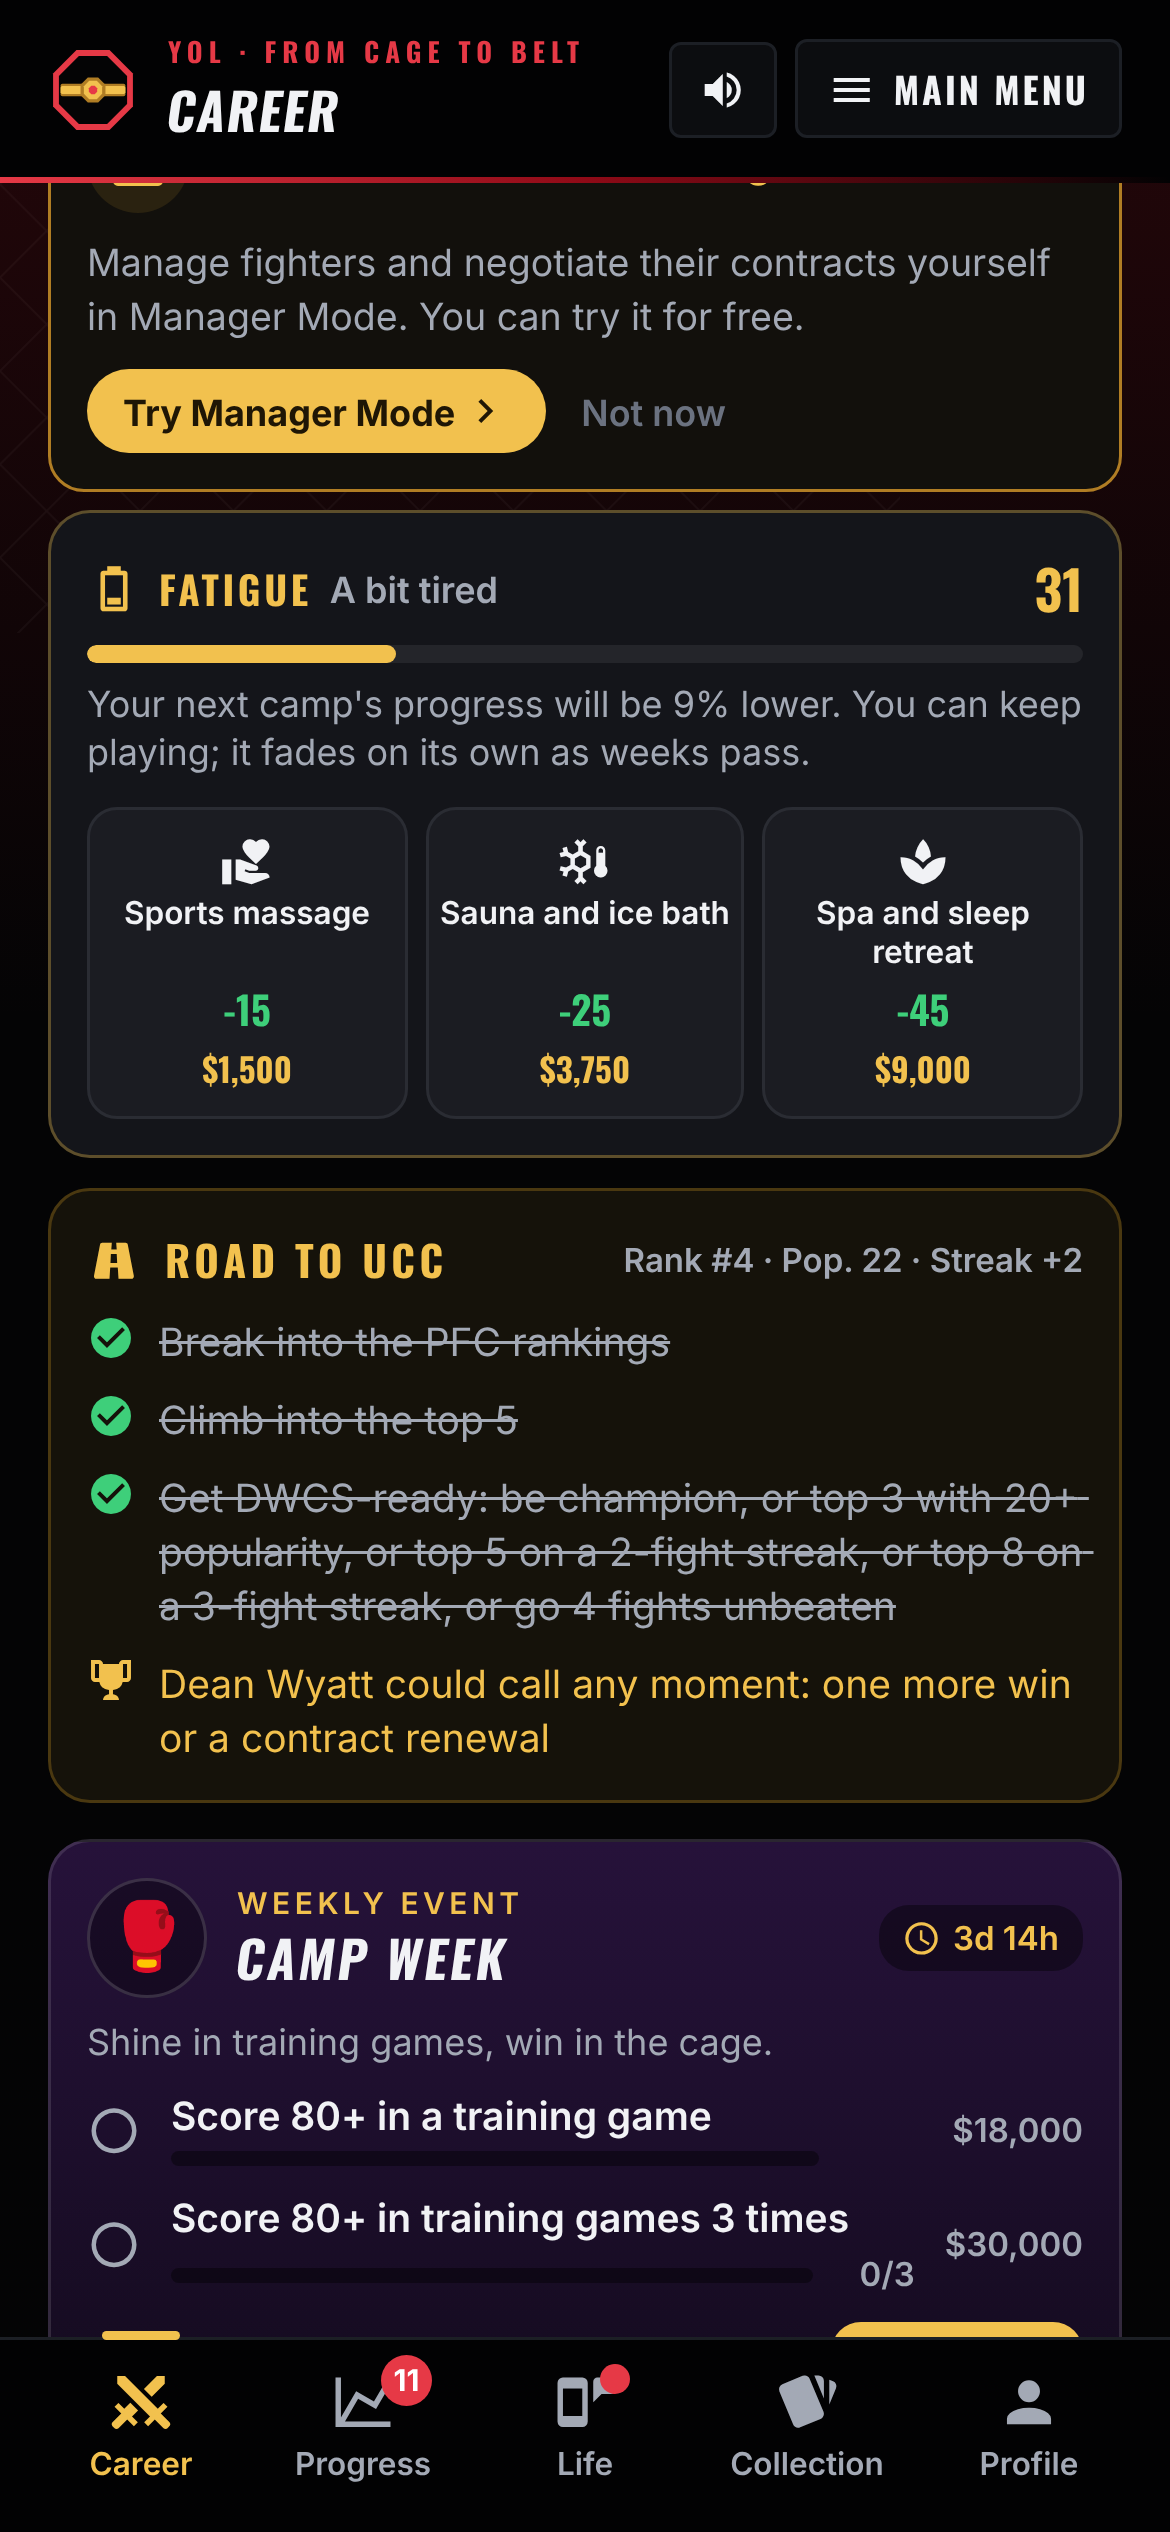 YOL · FROM CAGE TO BELT
CAREER
MAIN MENU
Manage fighters and negotiate their contracts yourself
in Manager Mode. You can try it for free.
Try Manager Mode
Not now
FATIGUE A bit tired
31
Your next camp's progress will be 9% lower. You can keep
playing; it fades on its own as weeks pass.
Sports massage
-15
$1,500
Sauna and ice bath
-25
$3,750
Spa and sleep
retreat
-45
$9,000
ROAD TO UCC
Rank #4 · Pop. 22 · Streak +2
Break into the PFC rankings
Climb into the top 5
Get DWCS-ready: be champion, or top 3 with 20+
popularity, or top 5 on a 2-fight streak, or top 8 on
a 3-fight streak, or go 4 fights unbeaten
Dean Wyatt could call any moment: one more win
or a contract renewal
WEEKLY EVENT
CAMP WEEK
3d 14h
Shine in training games, win in the cage.
Score 80+ in a training game
$18,000
Score 80+ in training games 3 times
0/3
$30,000
Career
11
Progress
Life
Collection
Profile